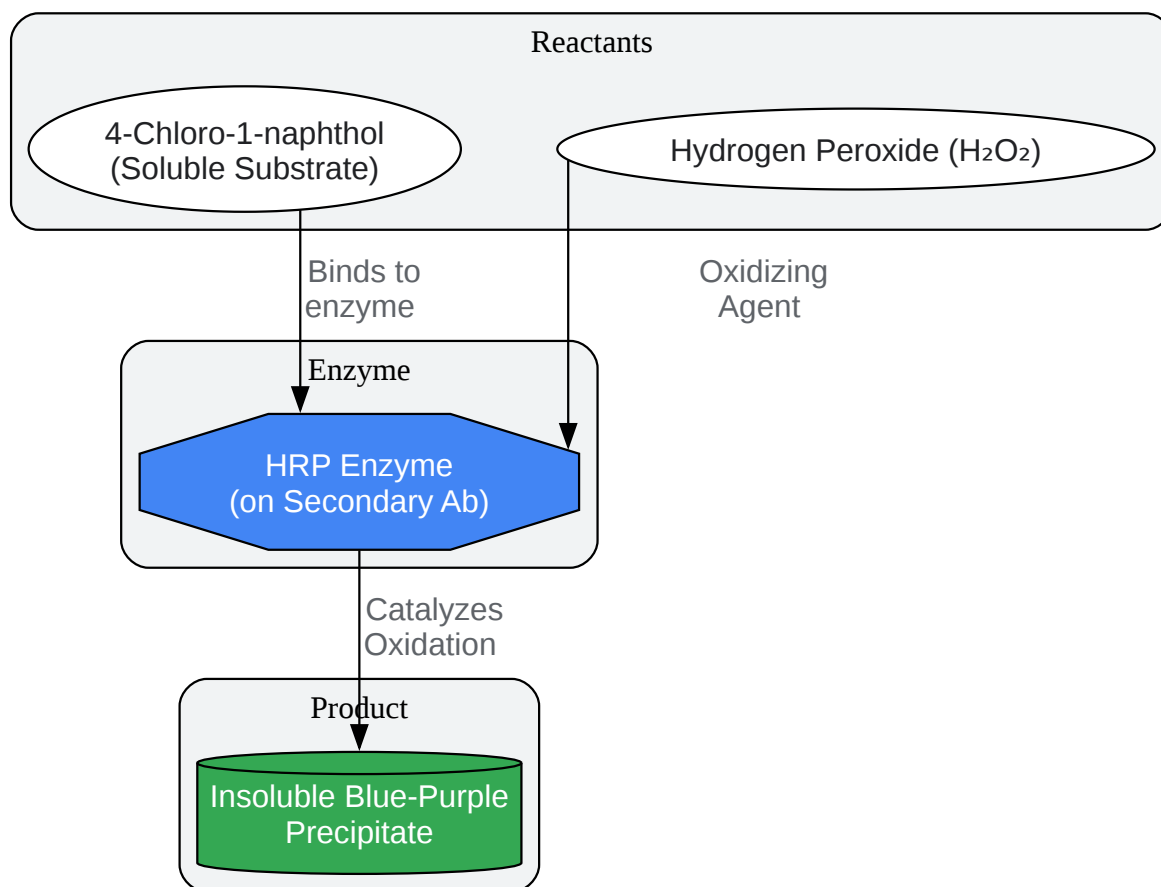 Reactants
4-Chloro-1-naphthol
(Soluble Substrate)
Hydrogen Peroxide (H₂O₂)
Binds to
enzyme
Oxidizing
Agent
Enzyme
HRP Enzyme
(on Secondary Ab)
Catalyzes
Oxidation
Product
Insoluble Blue-Purple
Precipitate